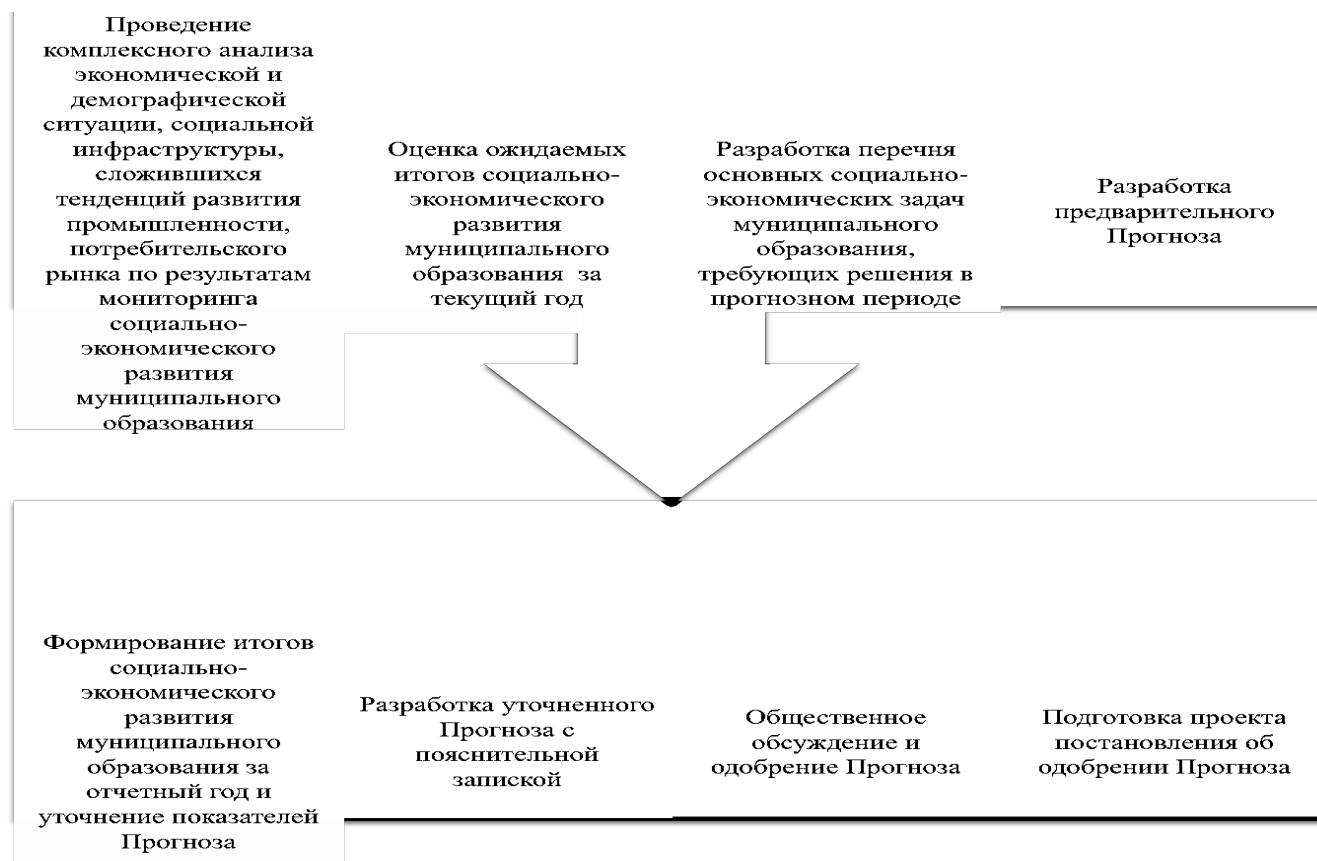 Проведение
комплексного анализа
экономической и
демографической
ситуации, социальной
инфраструктуры,
сложившихся
тенденций развития
промышленности,
потребительского
рынка по результатам
мониторинга
социально-
экономического
развития
муниципального
образования
Оценка ожидаемых
итогов социально-
экономического
развития
муниципального
образования за
текущий год
Разработка перечня
основных социально-
экономических задач
муниципального
образования,
требующих решения в
прогнозном периоде
Разработка
предварительного
Прогноза
Формирование итогов
социально-
экономического
развития
муниципального
образования за
отчетный год и
уточнение показателей
Прогноза
Разработка уточненного
Прогноза с
пояснительной
запиской
Общественное
обсуждение и
одобрение Прогноза
Подготовка проекта
постановления об
одобрении Прогноза